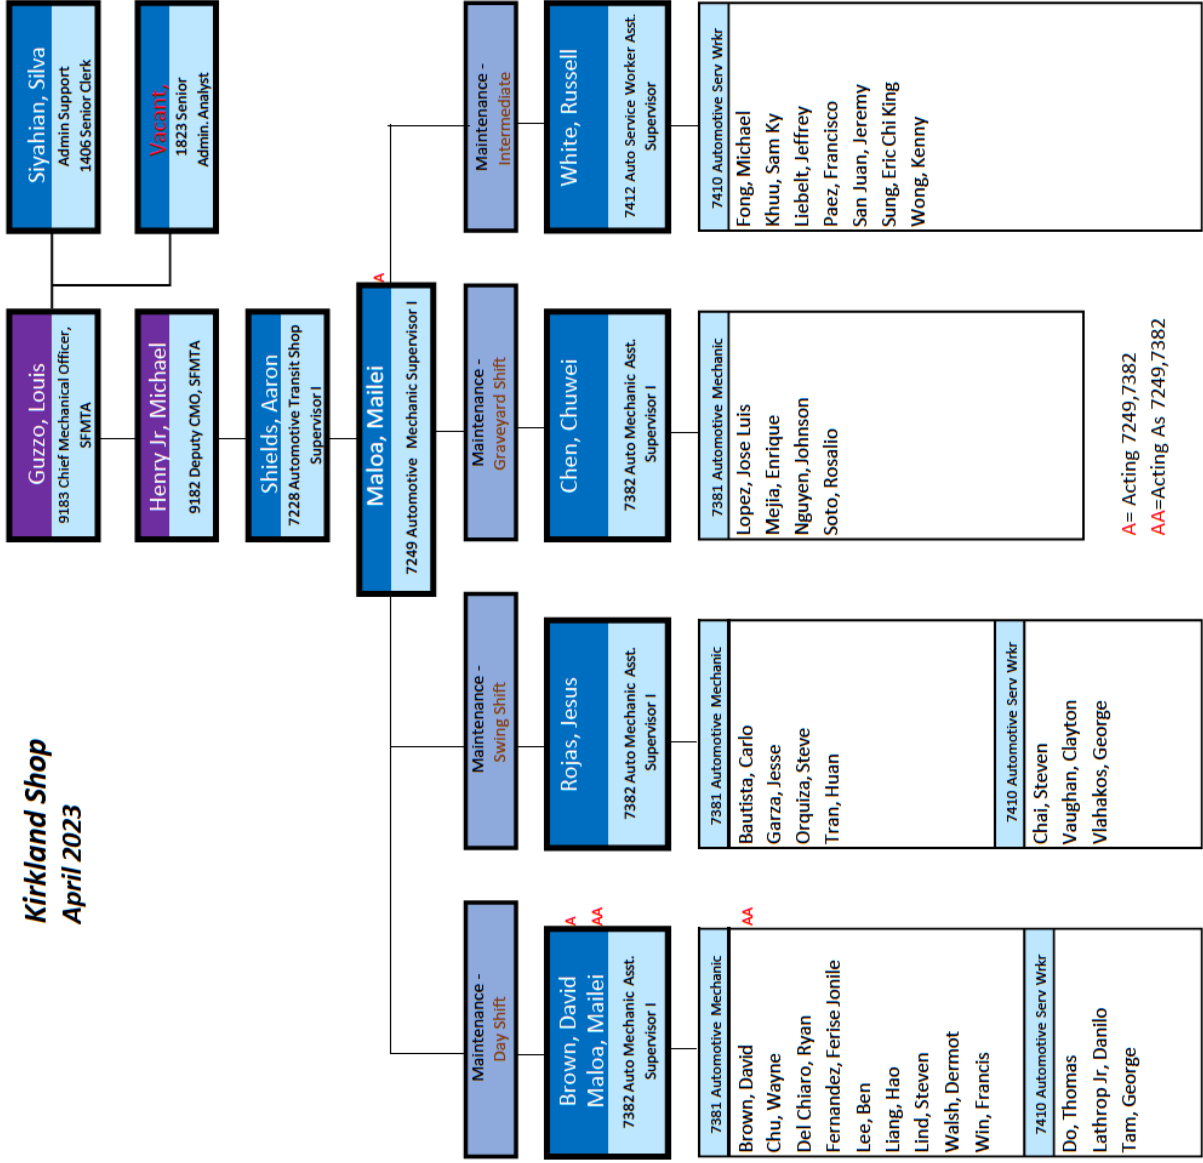 Kirkland Shop
April 2023
Guzzo, Louis
9183 Chief Mechanical Officer,
SFMTA
Siyahian, Silva
Admin Support
1406 Senior Clerk
Henry Jr, Michael
9182 Deputy CMO, SFMTA
Vacant,
1823 Senior
Admin. Analyst
Shields, Aaron
7228 Automotive Transit Shop
Supervisor I
Maloa, Mailei
A
7249 Automotive Mechanic Supervisor I
Maintenance -
Day Shift
Brown, David
A
Maloa, Mailei
AA
7382 Auto Mechanic Asst.
Supervisor I
7381 Automotive Mechanic
Brown, David
AA
Chu, Wayne
Del Chiaro, Ryan
Fernandez, Ferise Jonile
Lee, Ben
Liang, Hao
Lind, Steven
Walsh, Dermot
Win, Francis
7410 Automotive Serv Wrkr
Do, Thomas
Lathrop Jr, Danilo
Tam, George
Maintenance -
Swing Shift
Rojas, Jesus
7382 Auto Mechanic Asst.
Supervisor I
7381 Automotive Mechanic
Bautista, Carlo
Garza, Jesse
Orquiza, Steve
Tran, Huan
7410 Automotive Serv Wrkr
Chai, Steven
Vaughan, Clayton
Vlahakos, George
Maintenance -
Graveyard Shift
Chen, Chuwei
7382 Auto Mechanic Asst.
Supervisor I
7381 Automotive Mechanic
Lopez, Jose Luis
Mejia, Enrique
Nguyen, Johnson
Soto, Rosalio
Maintenance -
Intermediate
White, Russell
7412 Auto Service Worker Asst.
Supervisor
7410 Automotive Serv Wrkr
Fong, Michael
Khuu, Sam Ky
Liebelt, Jeffrey
Paez, Francisco
San Juan, Jeremy
Sung, Eric Chi King
Wong, Kenny
A= Acting 7249,7382
AA=Acting As 7249,7382